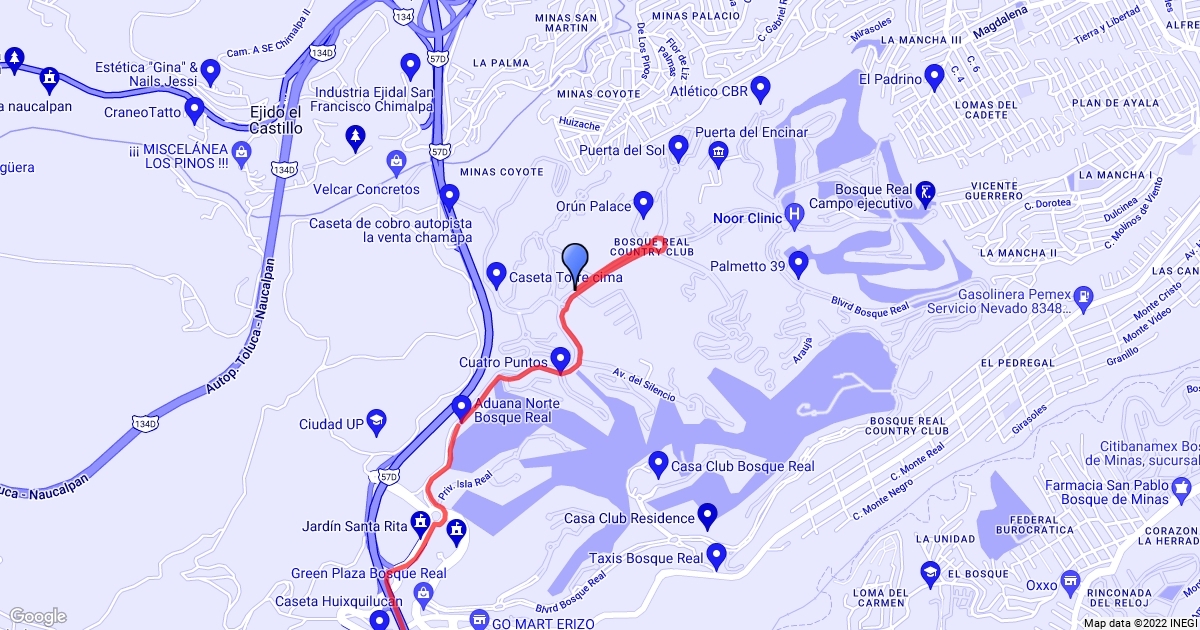 134D
57D
MINAS SAN
MARTIN
MINAS PALACIO
C. Gabriel R
Mirasoles
Magdalena
Tierra y Libertad
ALFRE
Cam. A SE Chimalpa II
134D
57D
De Los Pinos
Flor de Liz
Palmas
LA MANCHA III
C. 6
C. 4
Estética "Gina" &
Nails Jessi
LA PALMA
Industria Ejidal San
Francisco Chimalpa
MINAS COYOTE
Atlético CBR
El Padrino
a naucalpan
CraneoTatto
Ejido el
Castillo
LOMAS DEL
CADETE
PLAN DE AYALA
Huizache
Puerta del Encinar
¡¡¡ MISCELÁNEA
LOS PINOS !!!
57D
Puerta del Sol
güera
134D
MINAS COYOTE
LA MANCHA I
Velcar Concretos
Bosque Real
Campo ejecutivo
VICENTE
GUERRERO
C. Dorotea
Dulcinea
C. Molinos de Viento
Orún Palace
Noor Clinic
Caseta de cobro autopista
la venta chamapa
BOSQUE REAL
COUNTRY CLUB
LA MANCHA II
Palmetto 39
Caseta Torre cima
LAS CAN
Autop. Toluca - Naucalpan
Blvrd Bosque Real
Gasolinera Pemex
Servicio Nevado 8348...
Monte Cristo
Monte Video
Granillo
Arauja
Cuatro Puntos
Av. del Silencio
EL PEDREGAL
Aduana Norte
Bosque Real
134D
Ciudad UP
BOSQUE REAL
COUNTRY CLUB
Girasoles
Citibanamex Bos
de Minas, sucursal
57D
Priv. Isla Real
Casa Club Bosque Real
C. Monte Real
C. Monte Negro
Farmacia San Pablo
Bosque de Minas
uca - Naucalpan
Jardín Santa Rita
Casa Club Residence
FEDERAL
BUROCRATICA
CORAZON
LA HERRAD
LA UNIDAD
Taxis Bosque Real
Green Plaza Bosque Real
EL BOSQUE
Oxxo
Caseta Huixquilucan
Blvrd Bosque Real
LOMA DEL
CARMEN
RINCONADA
DEL RELOJ
GO MART ERIZO
Google
Map data ©2022 INEGI